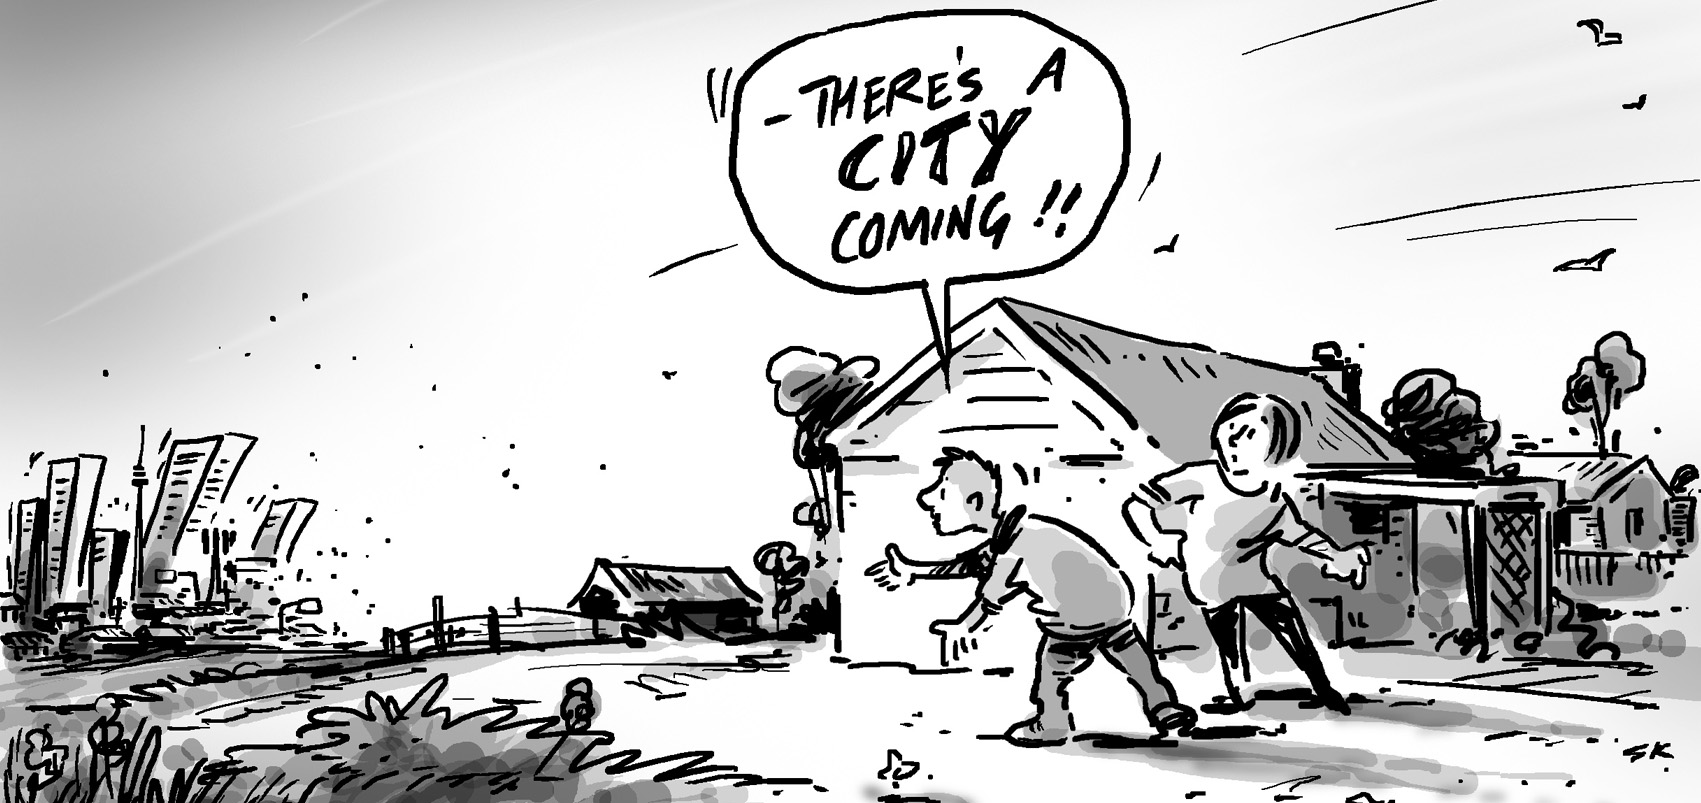 - THERE'S A
CITY
COMING!!
SK